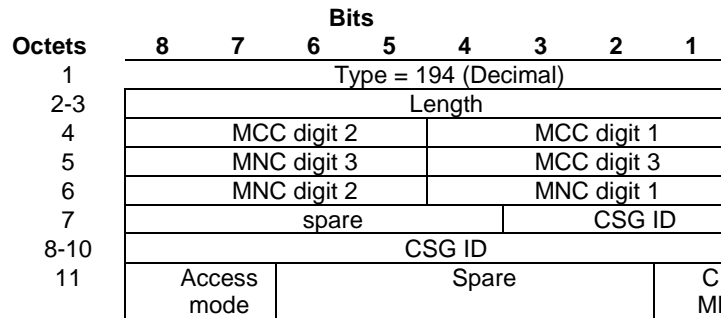 Bits
Octets 8 7 6 5 4 3 2 1
1 Type = 194 (Decimal)
2-3 Length
4 MCC digit 2 MCC digit 1
5 MNC digit 3 MCC digit 3
6 MNC digit 2 MNC digit 1
7 spare CSG ID
8-10 CSG ID
11 Access Spare
mode